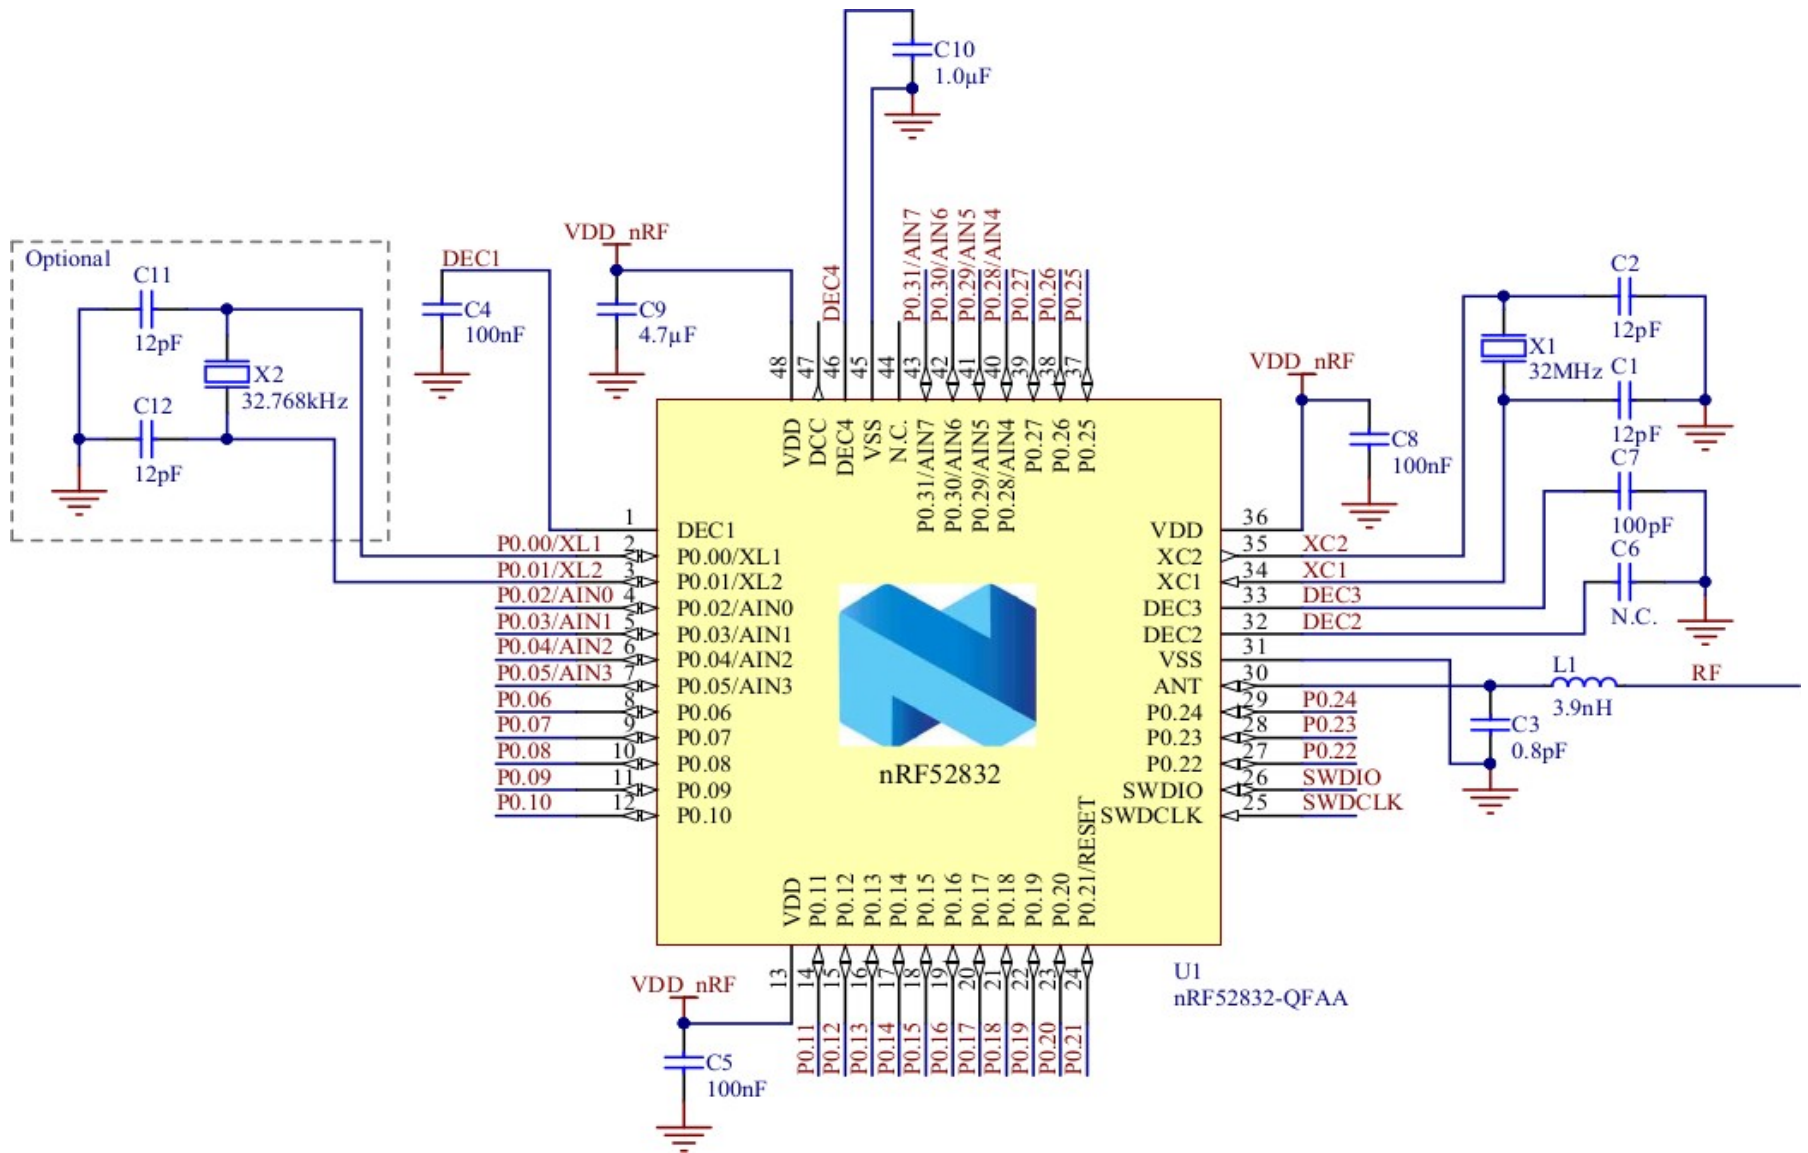 C10
1.0µF
Optional
C11
12pF
X2
32.768kHz
C12
12pF
DEC1
C4
100nF
VDD_nRF
C9
4.7µF
DEC4
P0.31/AIN7
P0.30/AIN6
P0.29/AIN5
P0.28/AIN4
P0.27
P0.26
P0.25
48
47
46
45
44
43
42
41
40
39
38
37
VDD
DCC
DEC4
VSS
N.C.
P0.31/AIN7
P0.30/AIN6
P0.29/AIN5
P0.28/AIN4
P0.27
P0.26
P0.25
VDD_nRF
C8
100nF
C2
12pF
X1
32MHz
C1
12pF
C7
100pF
C6
N.C.
1 DEC1
P0.00/XL1 2 P0.00/XL1
P0.01/XL2 3 P0.01/XL2
P0.02/AIN0 4 P0.02/AIN0
P0.03/AIN1 5 P0.03/AIN1
P0.04/AIN2 6 P0.04/AIN2
P0.05/AIN3 7 P0.05/AIN3
P0.06 8 P0.06
P0.07 9 P0.07
P0.08 10 P0.08
P0.09 11 P0.09
P0.10 12 P0.10
nRF52832
VDD 36
XC2 35 XC2
XC1 34 XC1
DEC3 33 DEC3
DEC2 32 DEC2
VSS 31
ANT 30
P0.24 29 P0.24
P0.23 28 P0.23
P0.22 27 P0.22
SWDIO 26 SWDIO
SWDCLK 25 SWDCLK
L1
3.9nH
RF
C3
0.8pF
VDD
P0.11
P0.12
P0.13
P0.14
P0.15
P0.16
P0.17
P0.18
P0.19
P0.20
P0.21/RESET
13
14
15
16
17
18
19
20
21
22
23
24
P0.11
P0.12
P0.13
P0.14
P0.15
P0.16
P0.17
P0.18
P0.19
P0.20
P0.21
U1
nRF52832-QFAA
VDD_nRF
C5
100nF